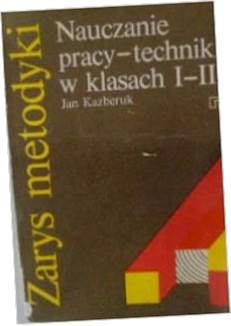 Zarys metodyki
Nauczanie
pracy-technik
w klasach I-II
Jan Kazberuk